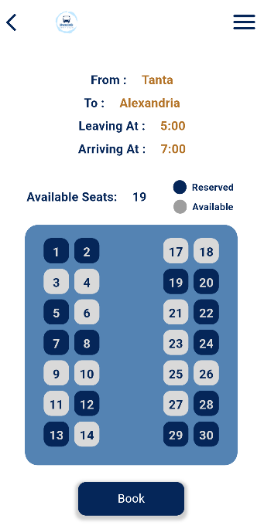 From : Tanta
To : Alexandria
Leaving At : 5:00
Arriving At : 7:00
Available Seats: 19
Reserved
Available
1 2 17 18
3 4 19 20
5 6 21 22
7 8 23 24
9 10 25 26
11 12 27 28
13 14 29 30
Book